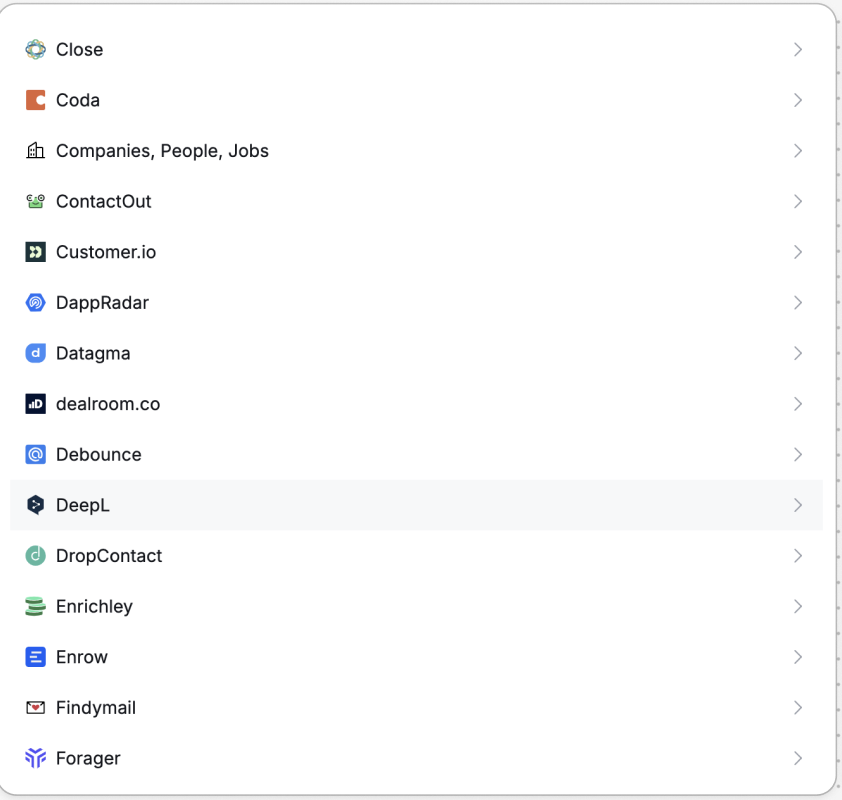 Close
Coda
Companies, People, Jobs
ContactOut
Customer.io
DappRadar
Datagma
dealroom.co
Debounce
DeepL
DropContact
Enrichley
Enrow
Findymail
Forager